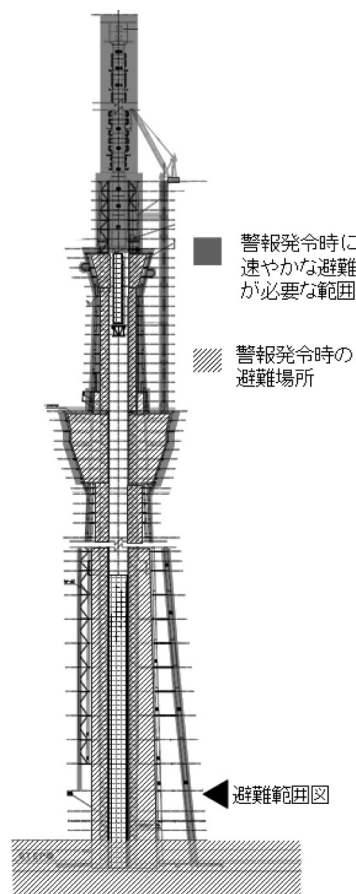 警報発令時に
速やかな避難
が必要な範囲
警報発令時の
避難場所
避難範囲図